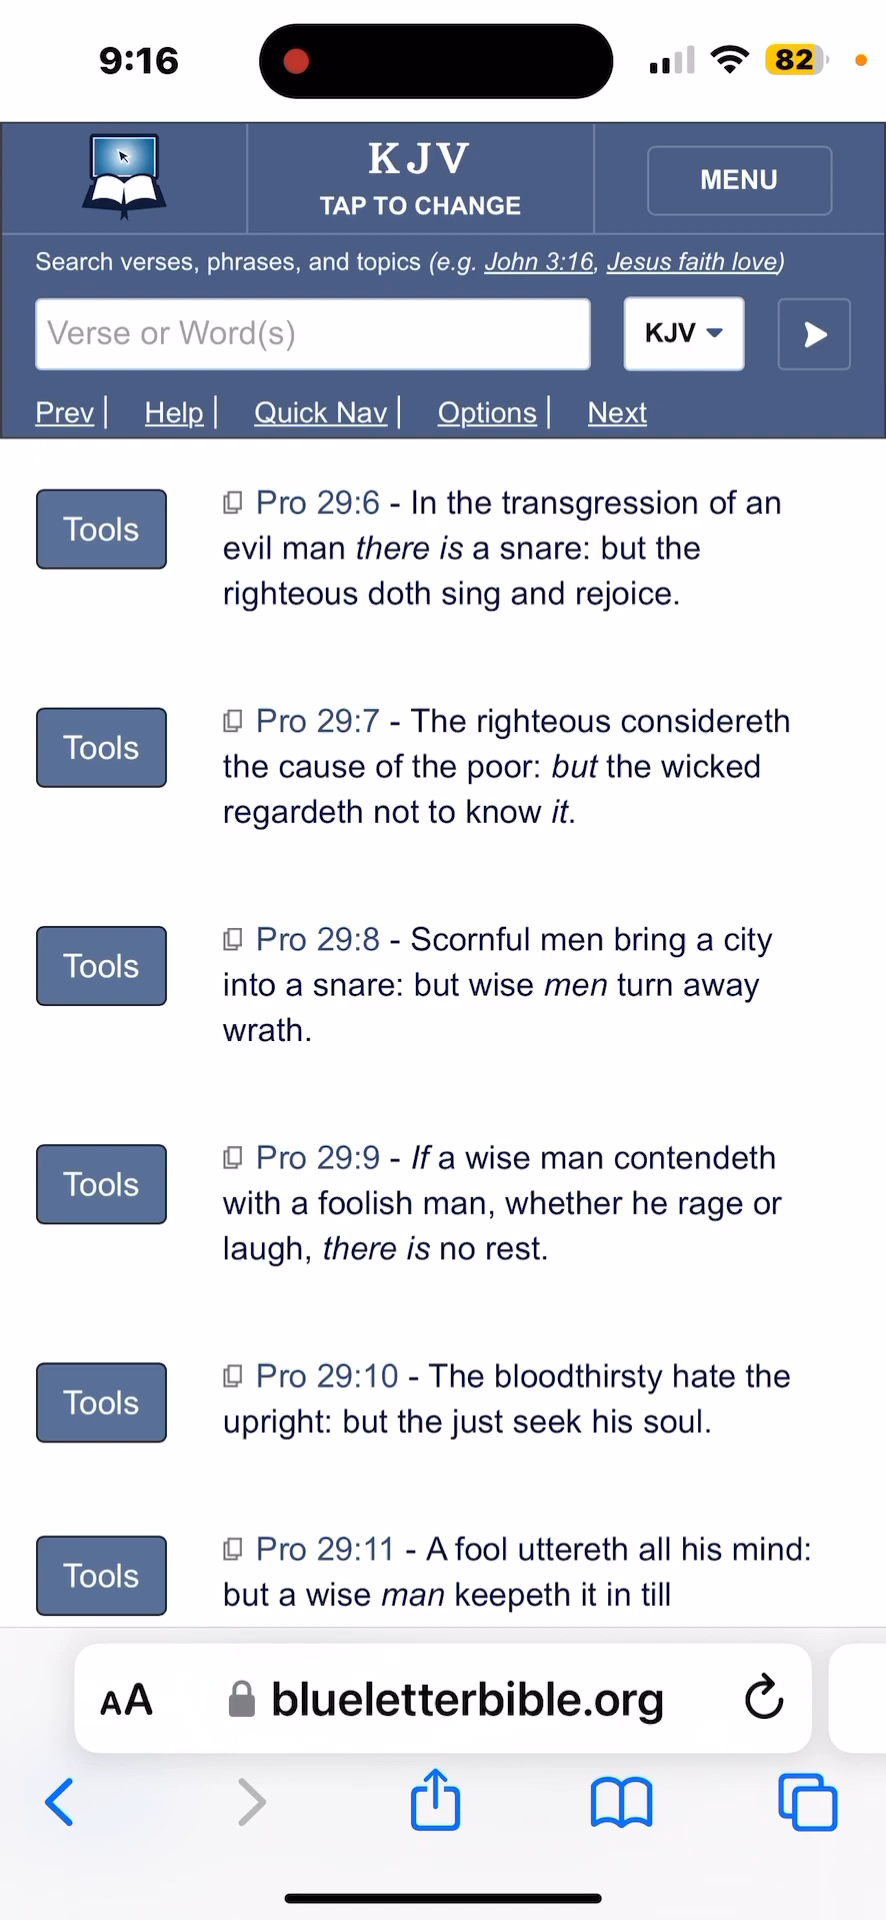 9:16
82
KJV
TAP TO CHANGE
MENU
Search verses, phrases, and topics (e.g. John 3:16, Jesus faith love)
Verse or Word(s)
KJV
Prev | Help | Quick Nav | Options | Next
Tools
Pro 29:6 - In the transgression of an
evil man there is a snare: but the
righteous doth sing and rejoice.
Tools
Pro 29:7 - The righteous considereth
the cause of the poor: but the wicked
regardeth not to know it.
Tools
Pro 29:8 - Scornful men bring a city
into a snare: but wise men turn away
wrath.
Tools
Pro 29:9 - If a wise man contendeth
with a foolish man, whether he rage or
laugh, there is no rest.
Tools
Pro 29:10 - The bloodthirsty hate the
upright: but the just seek his soul.
Tools
Pro 29:11 - A fool uttereth all his mind:
but a wise man keepeth it in till
AA
blueletterbible.org